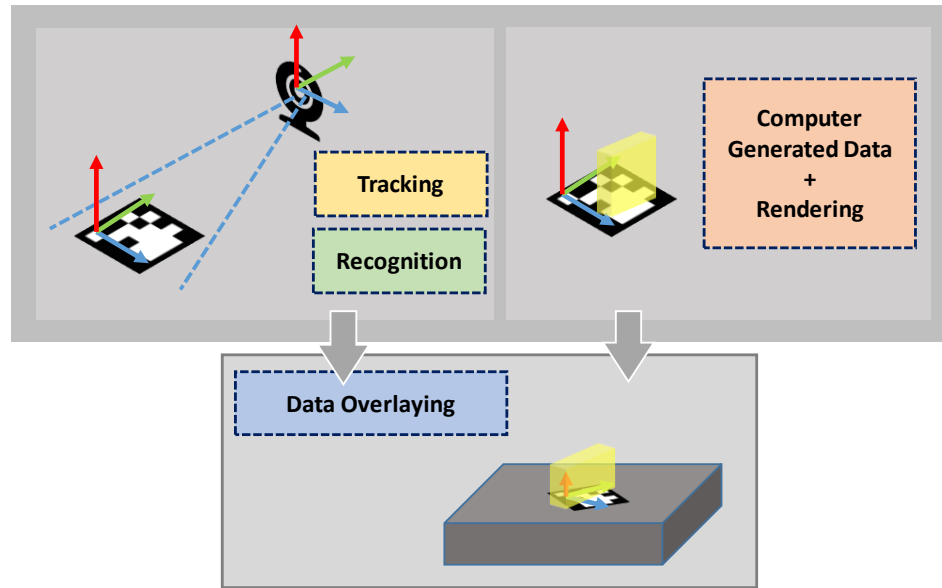 Tracking
Recognition
Computer
Generated Data
+
Rendering
Data Overlaying